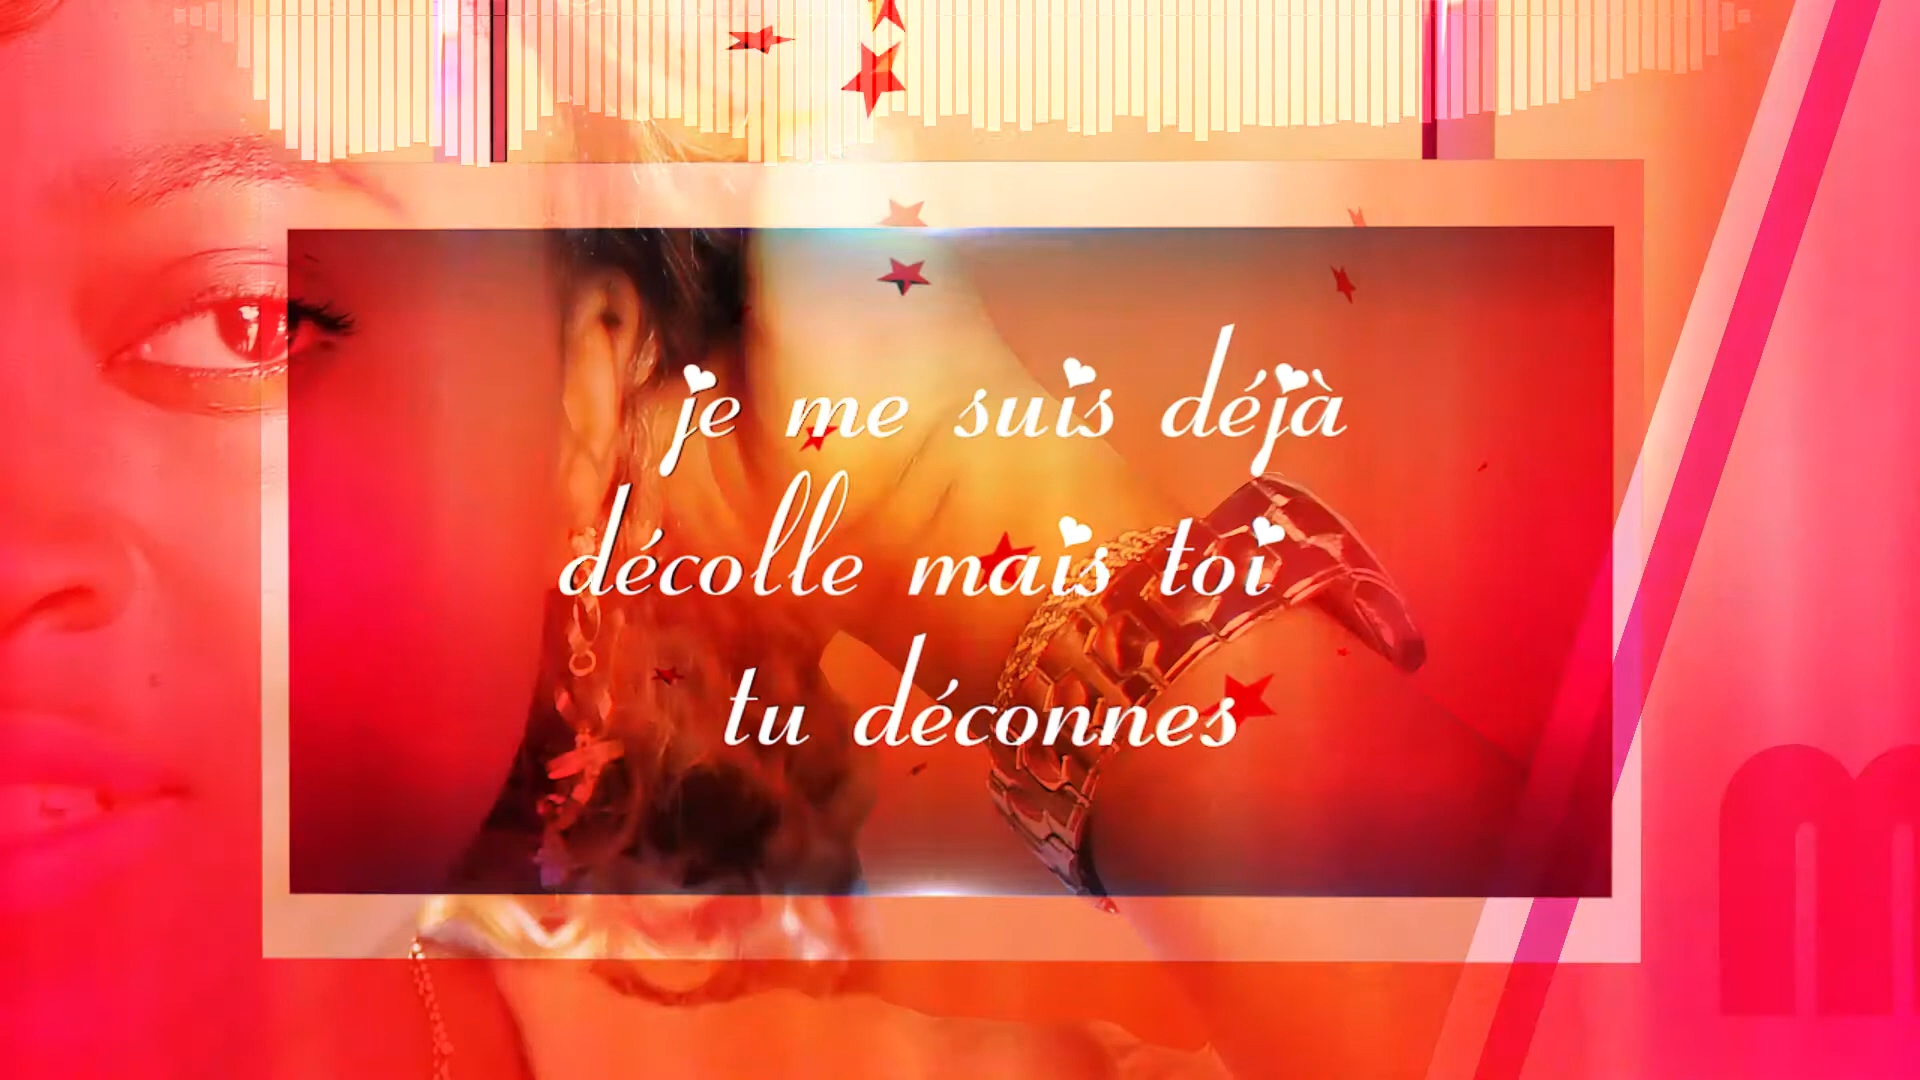 je me suis déjà
décolle mais toi
tu déconnes
m